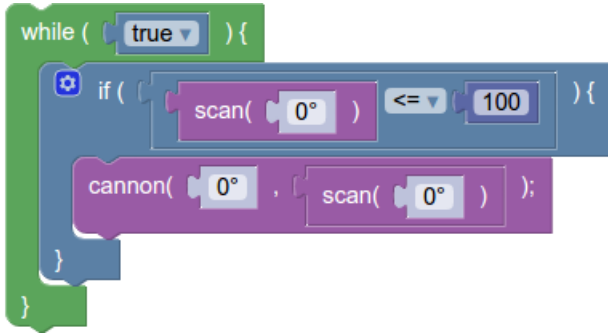 while ( true ▾ ) {
if ( scan( 0° ) <= ▾ 100 ) {
cannon( 0° , scan( 0° ) );
}
}